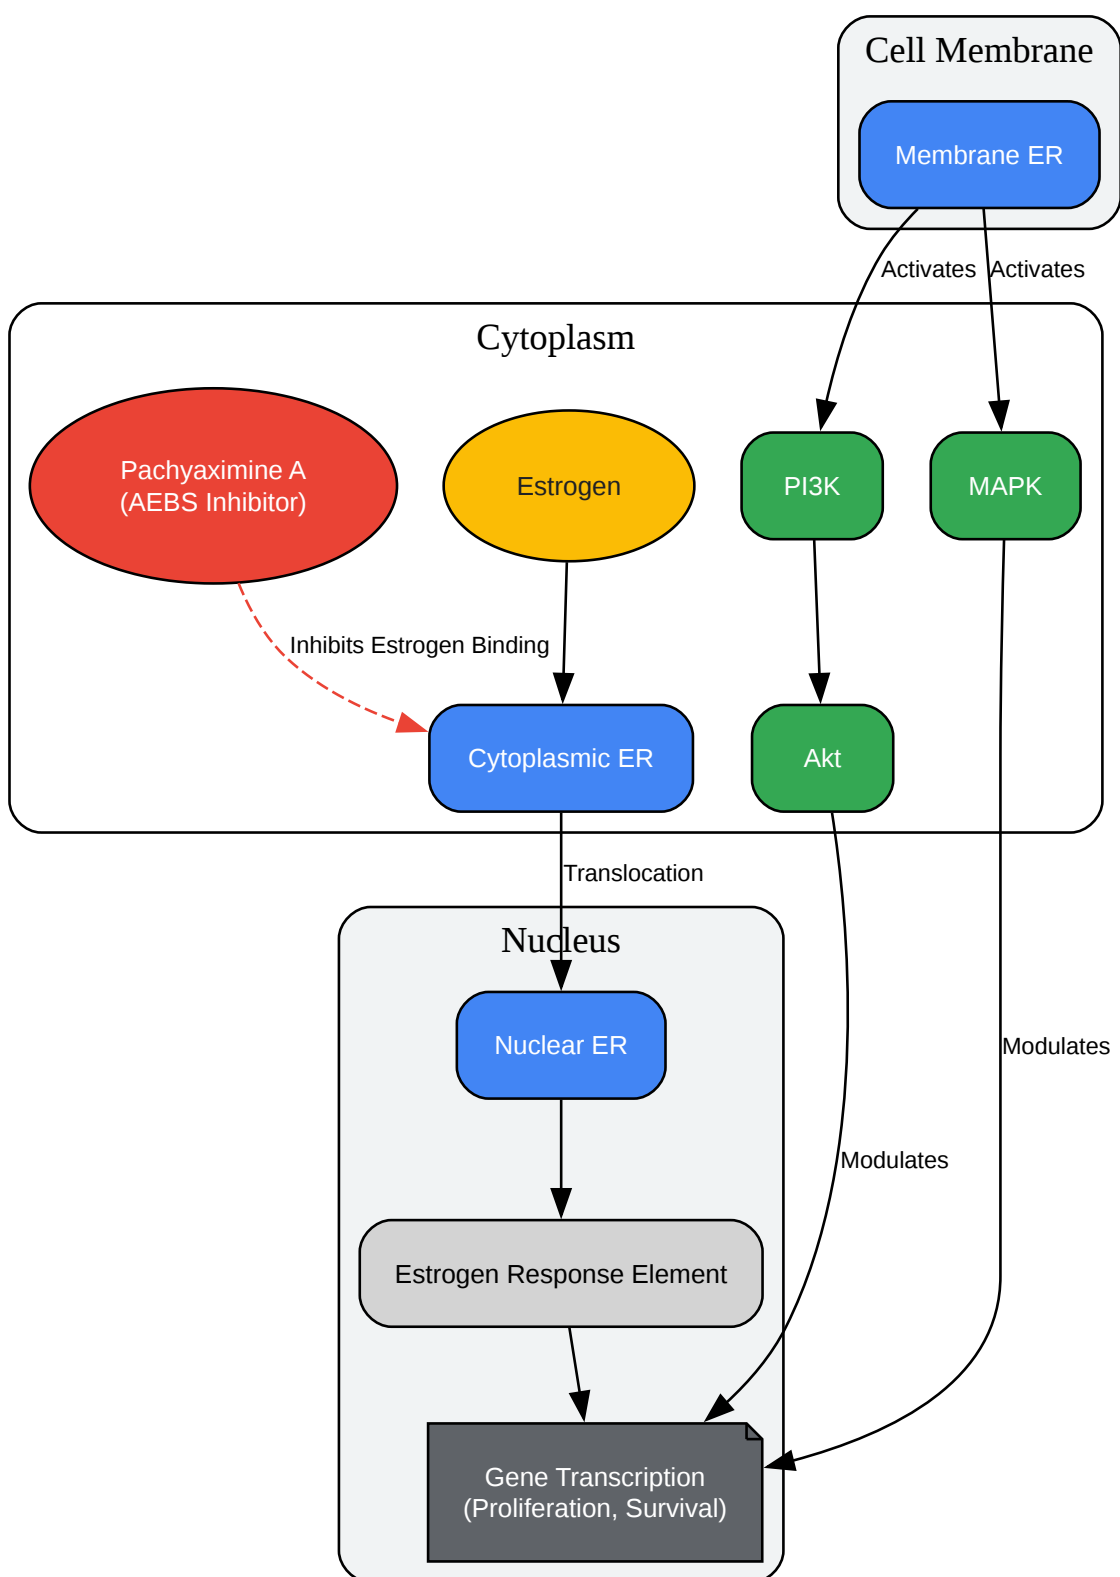 Cell Membrane
Membrane ER
Activates
Activates
Cytoplasm
Pachyaximine A
(AEBS Inhibitor)
Estrogen
PI3K
MAPK
Inhibits Estrogen Binding
Cytoplasmic ER
Akt
Translocation
Nucleus
Nuclear ER
Modulates
Modulates
Estrogen Response Element
Gene Transcription
(Proliferation, Survival)